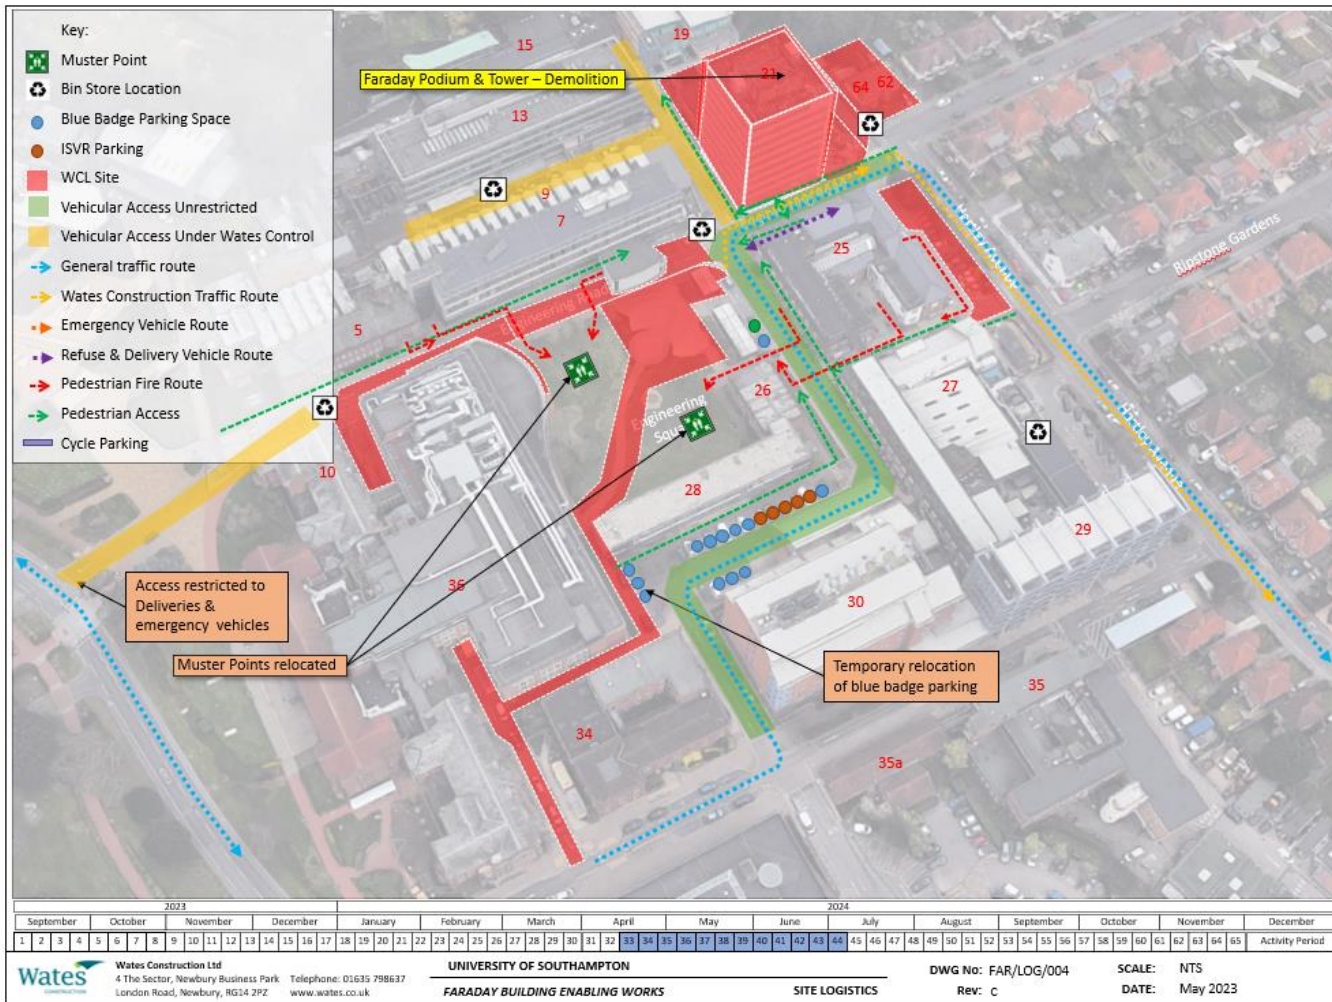 Key:
Muster Point
Bin Store Location
Blue Badge Parking Space
ISVR Parking
WCL Site
Vehicular Access Unrestricted
Vehicular Access Under Wates Control
General traffic route
Wates Construction Traffic Route
Emergency Vehicle Route
Refuse & Delivery Vehicle Route
Pedestrian Fire Route
Pedestrian Access
Cycle Parking
15
19
Faraday Podium & Tower – Demolition
21
64
62
13
9
7
25
Ripstone Gardens
5
Engineering Road
27
26
Engineering
Square
10
28
29
36
30
Access restricted to
Deliveries &
emergency vehicles
Muster Points relocated
Temporary relocation
of blue badge parking
35
34
35a
2023
2024
September October November December January February March April May June July August September October November December
1 2 3 4 5 6 7 8 9 10 11 12 13 14 15 16 17 18 19 20 21 22 23 24 25 26 27 28 29 30 31 32 33 34 35 36 37 38 39 40 41 42 43 44 45 46 47 48 49 50 51 52 53 54 55 56 57 58 59 60 61 62 63 64 65 Activity Period
Wates
CONSTRUCTION
Wates Construction Ltd
4 The Sector, Newbury Business Park Telephone: 01635 798637
London Road, Newbury, RG14 2PZ www.wates.co.uk
UNIVERSITY OF SOUTHAMPTON
FARADAY BUILDING ENABLING WORKS
SITE LOGISTICS
DWG No: FAR/LOG/004
Rev: C
SCALE: NTS
DATE: May 2023